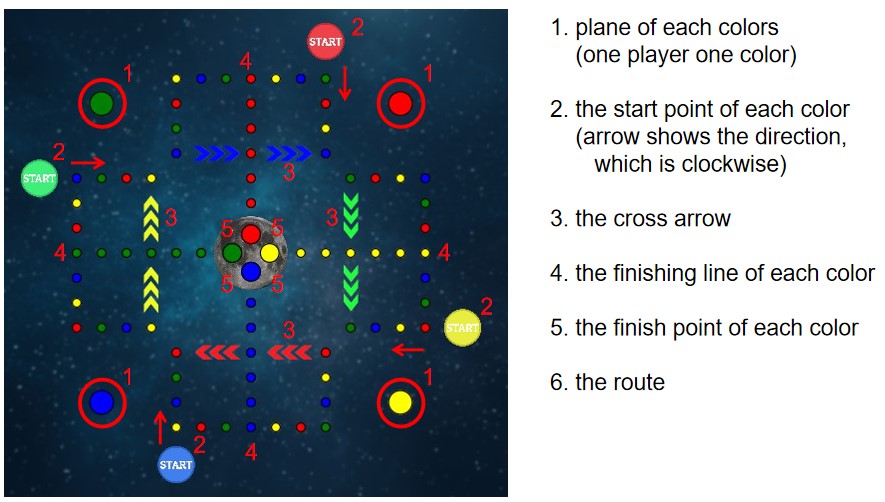 2
START
1
4
1
1. plane of each colors
(one player one color)
2. the start point of each color
(arrow shows the direction,
which is clockwise)
2
3
START
3
3
3. the cross arrow
5
5
4
4
4. the finishing line of each color
5
5
2
START
5. the finish point of each color
3
1
1
6. the route
2
4
START